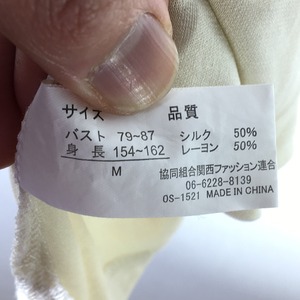 サイズ 品質
バスト 79~87 シルク 50%
身長 154~162 レーヨン 50%
M
協同組合関西ファッション連合
06-6228-8139
OS-1521 MADE IN CHINA